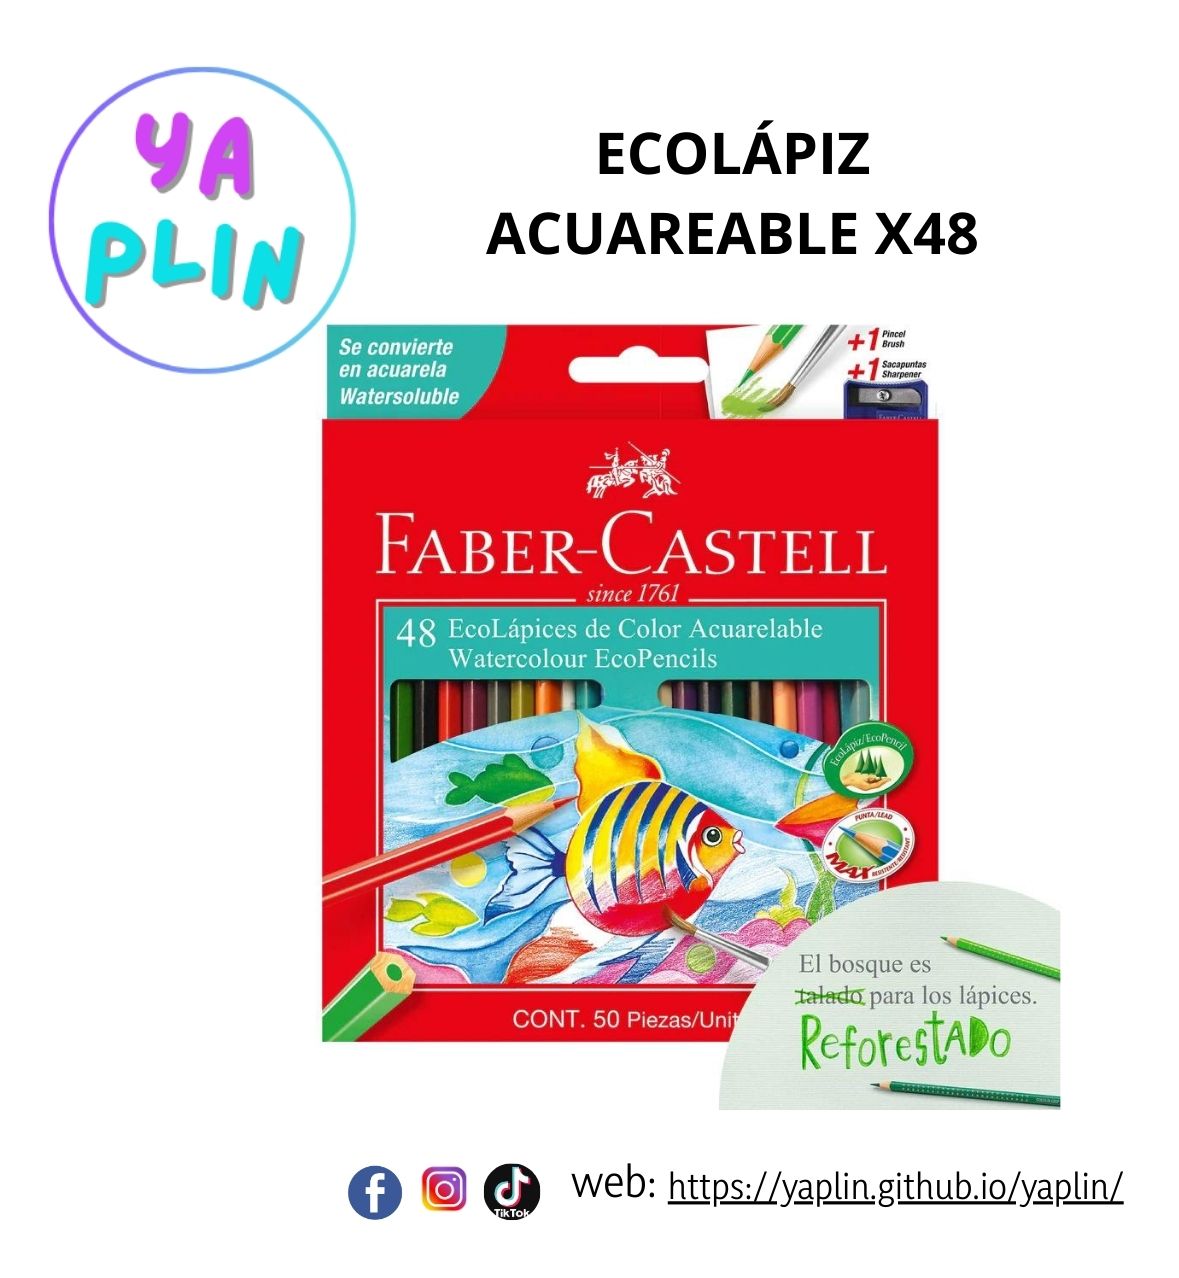 YA
PLIN
ECOLÁPIZ
ACUAREABLE X48
Se convierte
en acuarela
Watersoluble
+1 Pincel
Brush
+1 Sacapuntas
Sharpener
FABER-CASTELL
since 1761
48 EcoLápices de Color Acuarelable
Watercolour EcoPencils
EcoLápiz/EcoPencil
PUNTA/LEAD
MAX
RESISTENTE/RESISTANT
CONT. 50 Piezas/Unit
El bosque es
talado para los lápices.
Reforestado
TikTok
web: https://yaplin.github.io/yaplin/